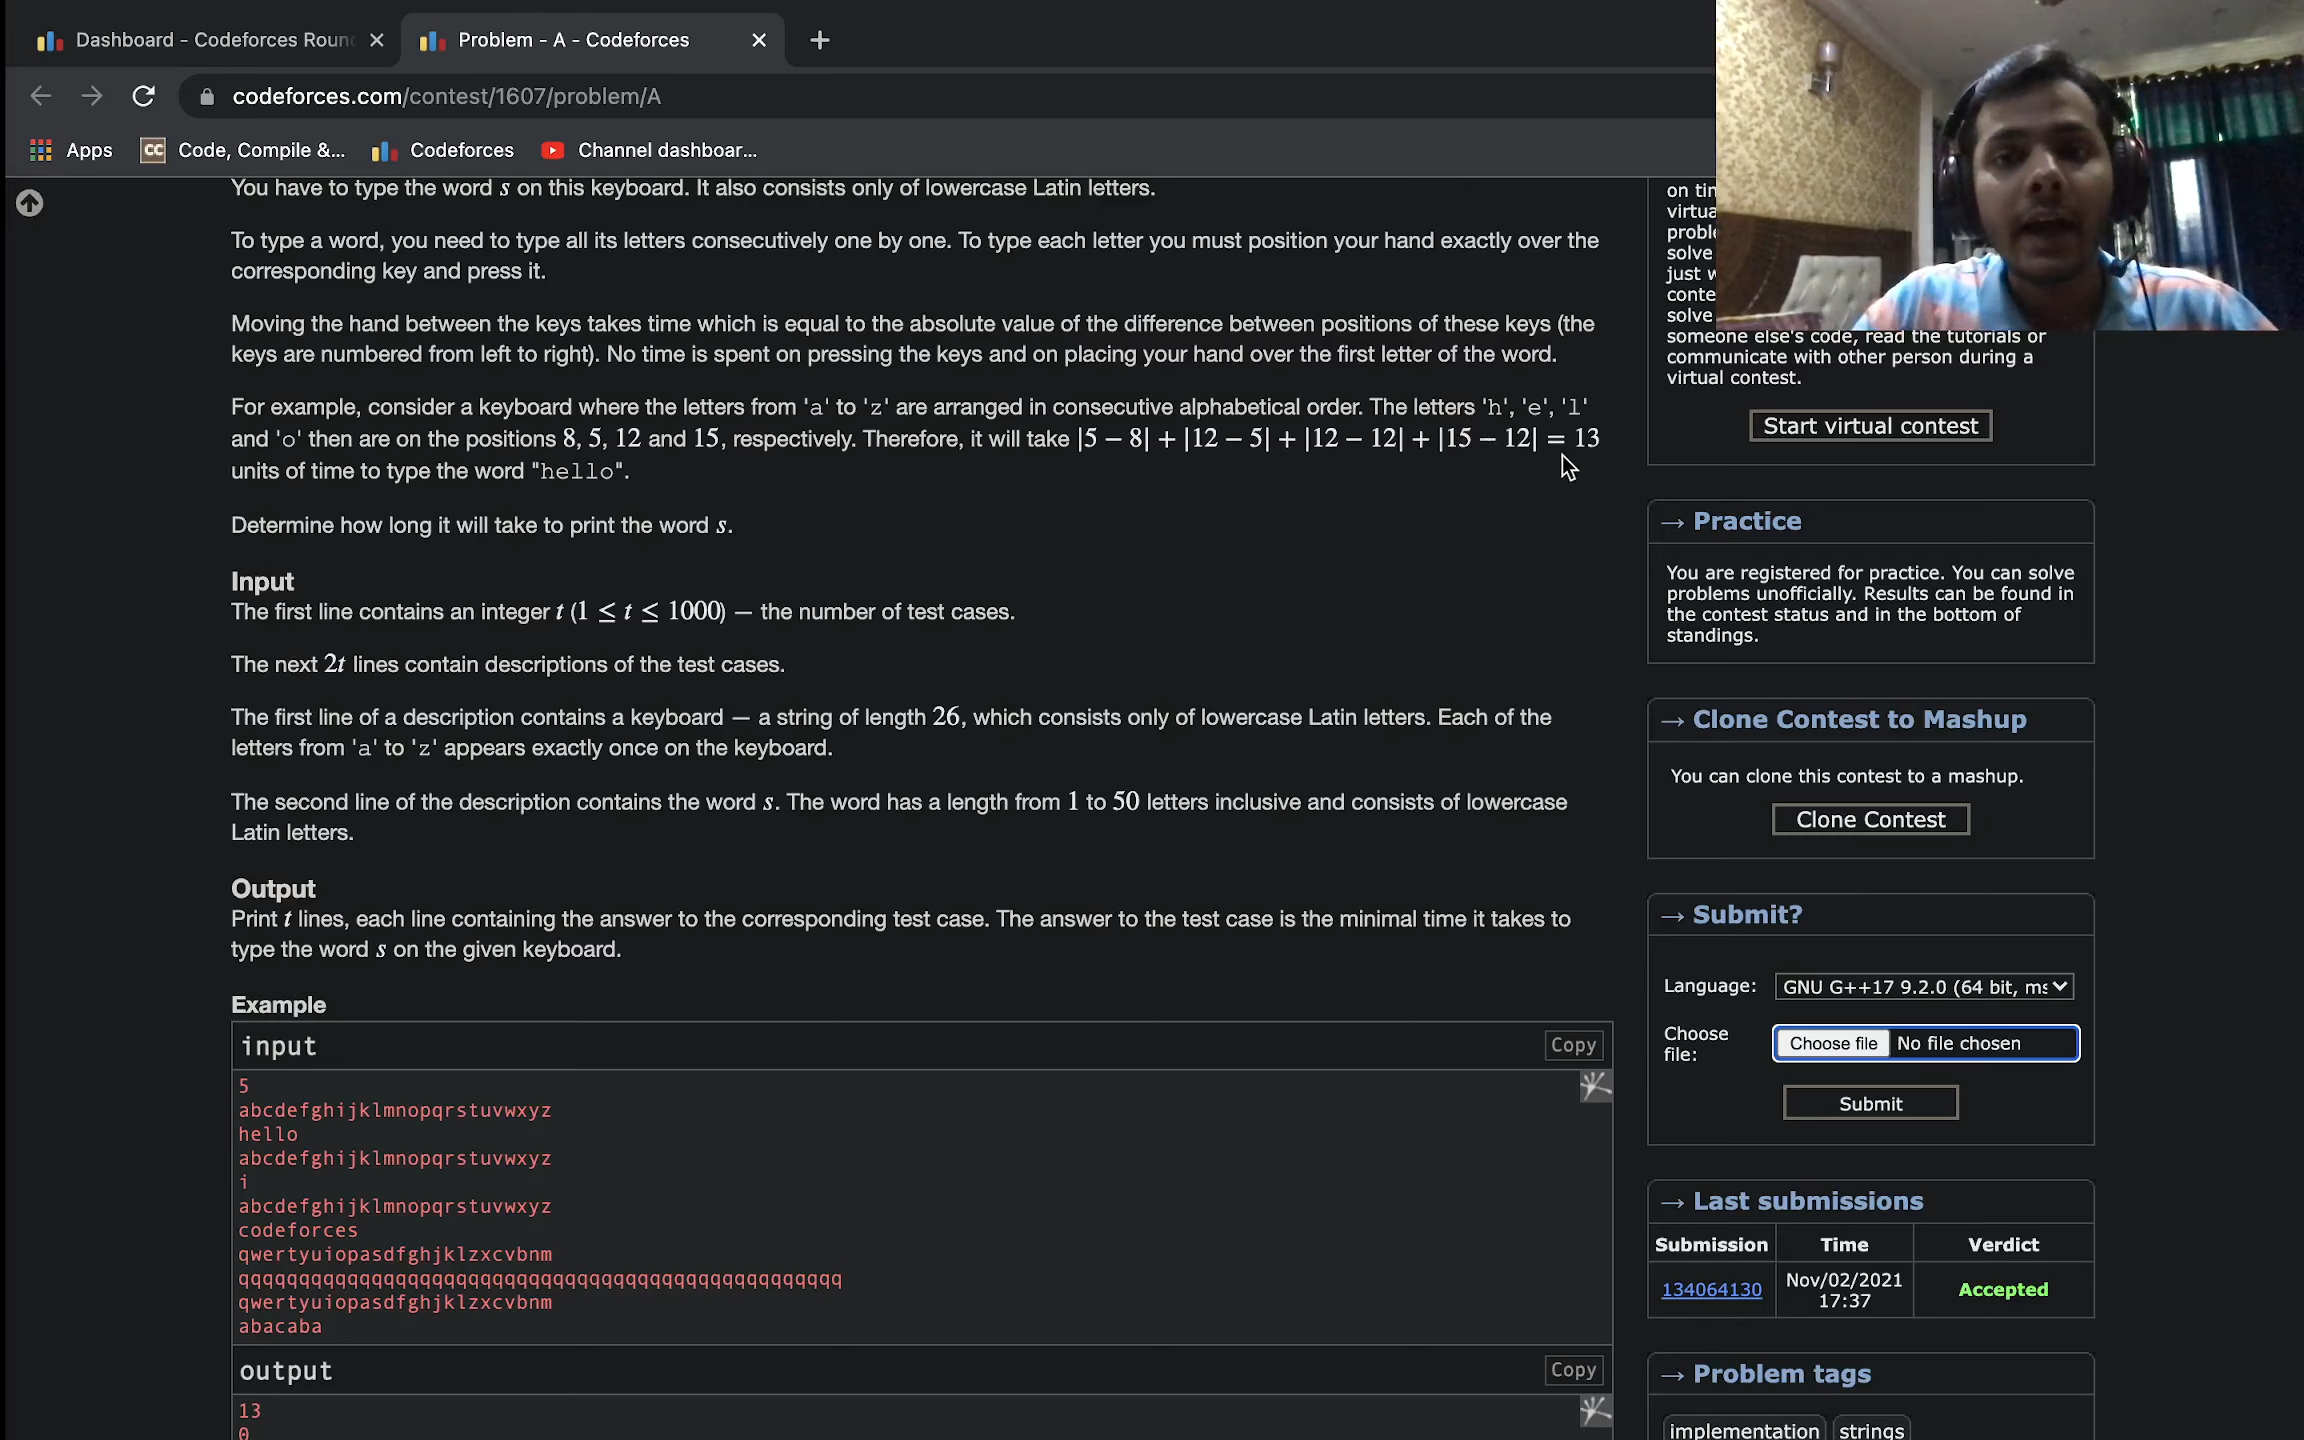 Dashboard - Codeforces Roun
Problem - A - Codeforces
codeforces.com/contest/1607/problem/A
Apps
CC
Code, Compile &...
Codeforces
Channel dashboar...
You have to type the word s on this keyboard. It also consists only of lowercase Latin letters.
To type a word, you need to type all its letters consecutively one by one. To type each letter you must position your hand exactly over the
corresponding key and press it.
Moving the hand between the keys takes time which is equal to the absolute value of the difference between positions of these keys (the
keys are numbered from left to right). No time is spent on pressing the keys and on placing your hand over the first letter of the word.
For example, consider a keyboard where the letters from 'a' to 'z' are arranged in consecutive alphabetical order. The letters 'h', 'e', 'l'
and 'o' then are on the positions 8, 5, 12 and 15, respectively. Therefore, it will take |5 − 8| + |12 − 5| + |12 − 12| + |15 − 12| = 13
units of time to type the word "hello".
Determine how long it will take to print the word s.
Input
The first line contains an integer t (1 ≤ t ≤ 1000) — the number of test cases.
The next 2t lines contain descriptions of the test cases.
The first line of a description contains a keyboard — a string of length 26, which consists only of lowercase Latin letters. Each of the
letters from 'a' to 'z' appears exactly once on the keyboard.
The second line of the description contains the word s. The word has a length from 1 to 50 letters inclusive and consists of lowercase
Latin letters.
Output
Print t lines, each line containing the answer to the corresponding test case. The answer to the test case is the minimal time it takes to
type the word s on the given keyboard.
Example
input
Copy
5
abcdefghijklmnopqrstuvwxyz
hello
abcdefghijklmnopqrstuvwxyz
i
abcdefghijklmnopqrstuvwxyz
codeforces
qwertyuiopasdfghjklzxcvbnm
qqqqqqqqqqqqqqqqqqqqqqqqqqqqqqqqqqqqqqqqqqqqqqqqqq
qwertyuiopasdfghjklzxcvbnm
abacaba
output
Copy
13
0
on tin
virtua
proble
solve
just w
conte
solve
someone else's code, read the tutorials or
communicate with other person during a
virtual contest.
Start virtual contest
→ Practice
You are registered for practice. You can solve
problems unofficially. Results can be found in
the contest status and in the bottom of
standings.
→ Clone Contest to Mashup
You can clone this contest to a mashup.
Clone Contest
→ Submit?
Language:
GNU G++17 9.2.0 (64 bit, ms
Choose
file:
Choose file No file chosen
Submit
→ Last submissions
Submission Time Verdict
134064130
Nov/02/2021
17:37
Accepted
→ Problem tags
implementation strings